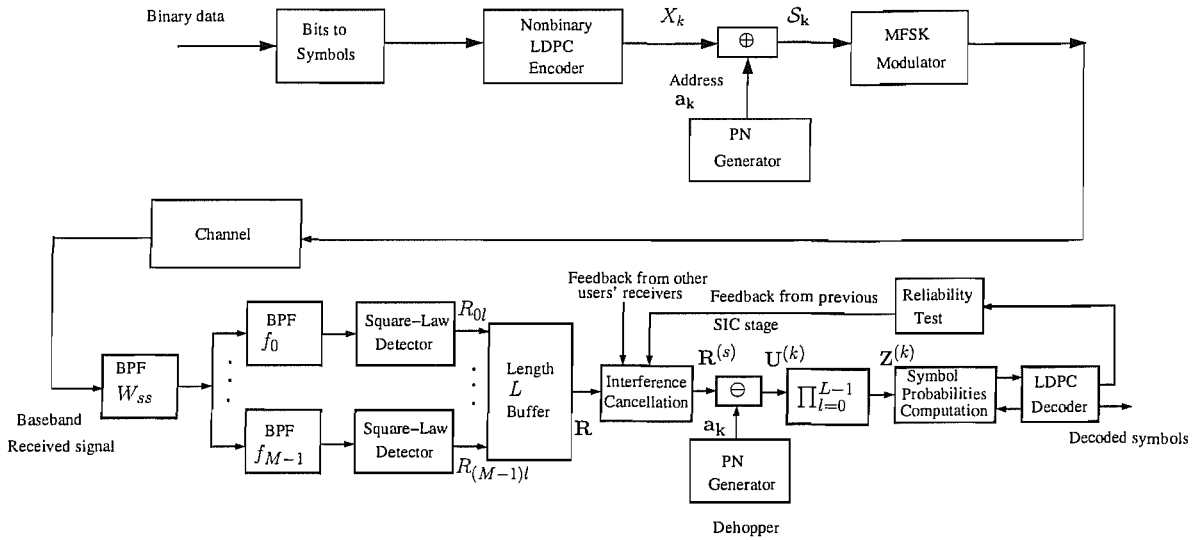 Binary data
Bits to
Symbols
Nonbinary
LDPC
Encoder
X_k
⊕
S_k
MFSK
Modulator
Address
a_k
PN
Generator
Channel
Feedback from other
users' receivers
Feedback from previous
SIC stage
Reliability
Test
BPF
W_ss
BPF
f_0
Square-Law
Detector
R_0l
Length
L
Buffer
R
Interference
Cancellation
R^(s)
⊖
U^(k)
∏_{l=0}^{L-1}
Z^(k)
Symbol
Probabilities
Computation
LDPC
Decoder
Decoded symbols
Baseband
Received signal
BPF
f_{M-1}
Square-Law
Detector
R_{(M-1)l}
a_k
PN
Generator
Dehopper